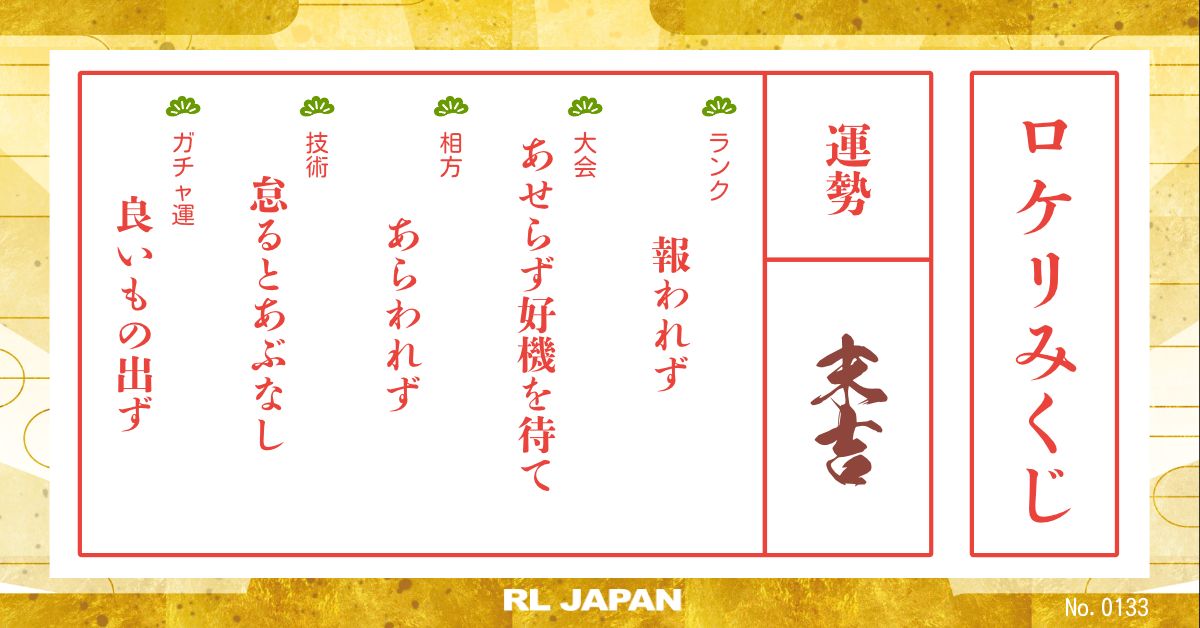 ロケリみくじ
運勢
末吉
ランク
報われず
大会
あせらず好機を待て
相方
あらわれず
技術
怠るとあぶなし
ガチャ運
良いもの出ず
RL JAPAN
No. 0133